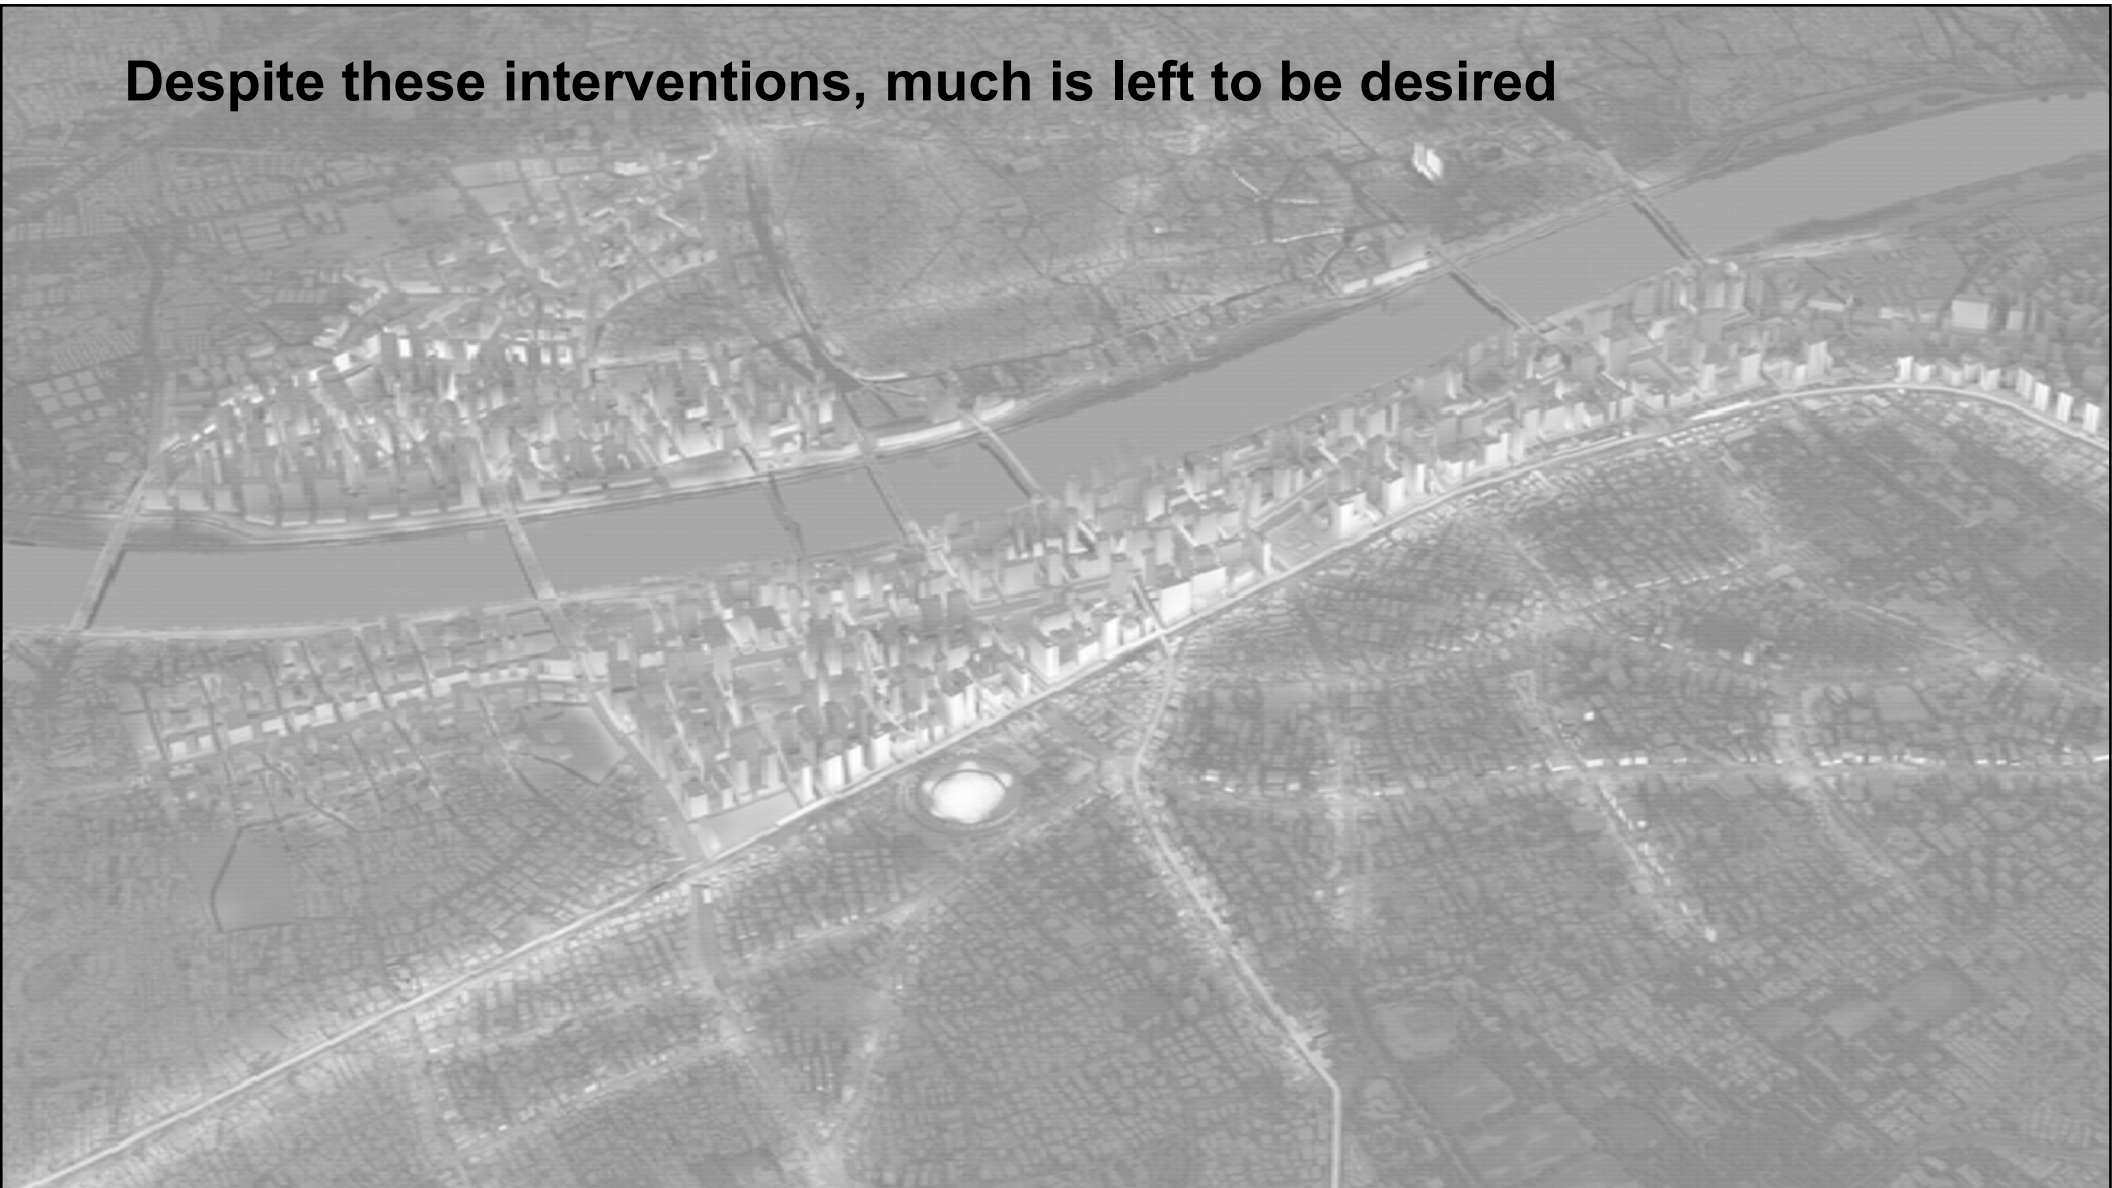 Despite these interventions, much is left to be desired